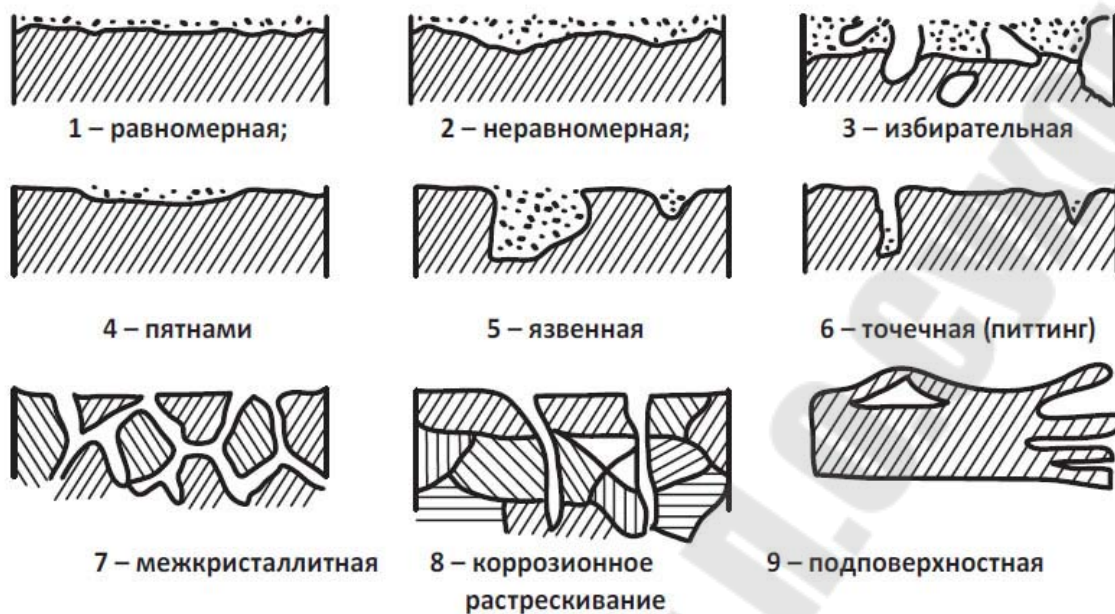 1 – равномерная;
2 – неравномерная;
3 – избирательная
4 – пятнами
5 – язвенная
6 – точечная (питтинг)
7 – межкристаллитная
8 – коррозионное
растрескивание
9 – подповерхностная